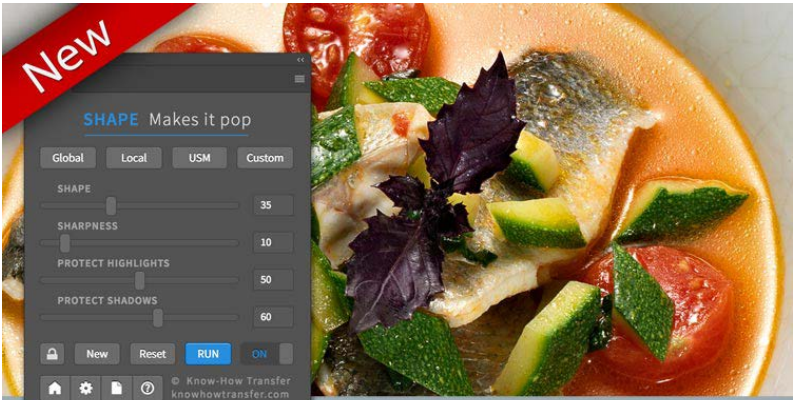 New
SHAPE Makes it pop
Global Local USM Custom
SHAPE
35
SHARPNESS
10
PROTECT HIGHLIGHTS
50
PROTECT SHADOWS
60
New Reset RUN ON
© Know-How Transfer
knowhowtransfer.com